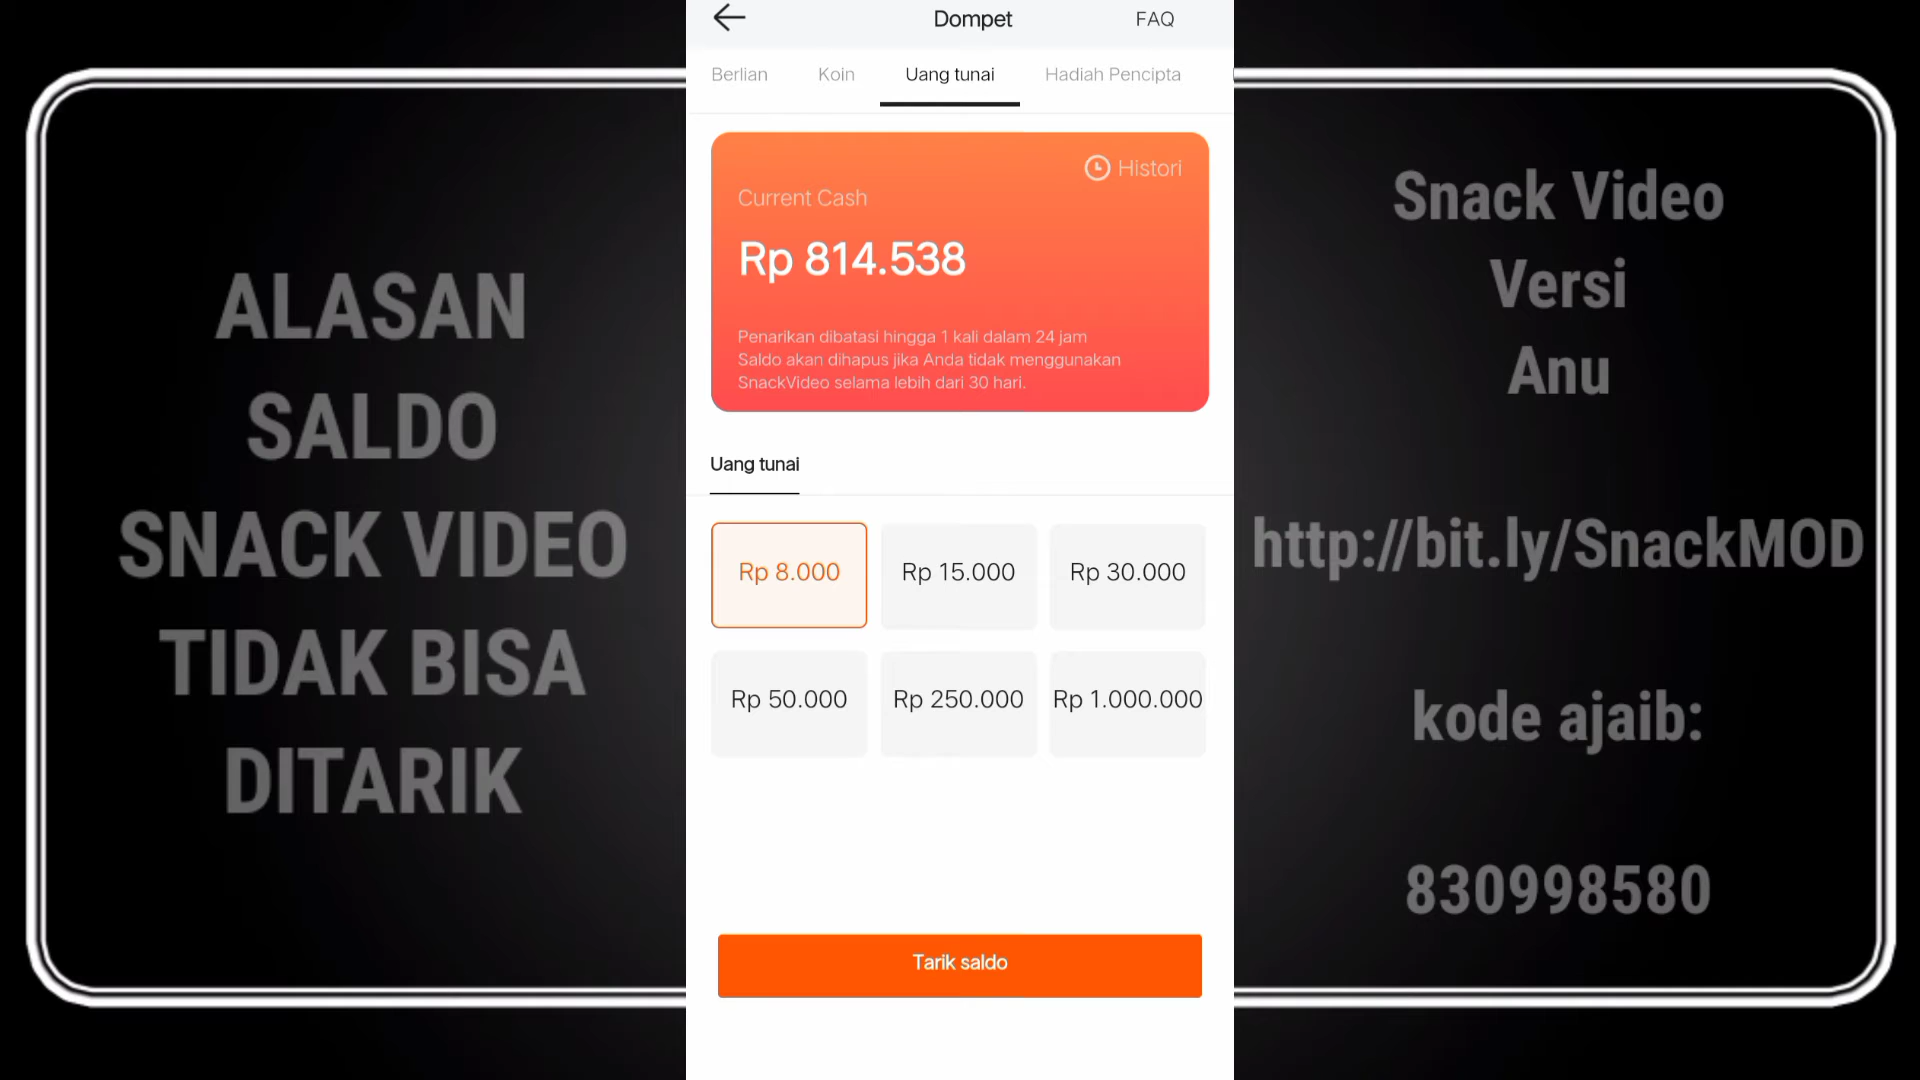 ALASAN
SALDO
SNACK VIDEO
TIDAK BISA
DITARIK
Dompet
FAQ
Berlian
Koin
Uang tunai
Hadiah Pencipta
Histori
Current Cash
Rp 814.538
Penarikan dibatasi hingga 1 kali dalam 24 jam
Saldo akan dihapus jika Anda tidak menggunakan
SnackVideo selama lebih dari 30 hari.
Uang tunai
Rp 8.000
Rp 15.000
Rp 30.000
Rp 50.000
Rp 250.000
Rp 1.000.000
Tarik saldo
Snack Video
Versi
Anu
http://bit.ly/SnackMOD
kode ajaib:
830998580